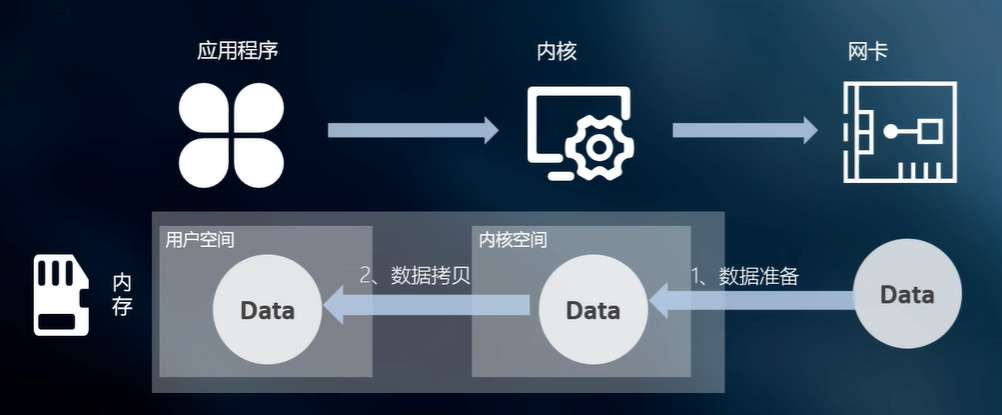 应用程序
内核
网卡
用户空间
内核空间
内
存
2、数据拷贝
1、数据准备
Data
Data
Data